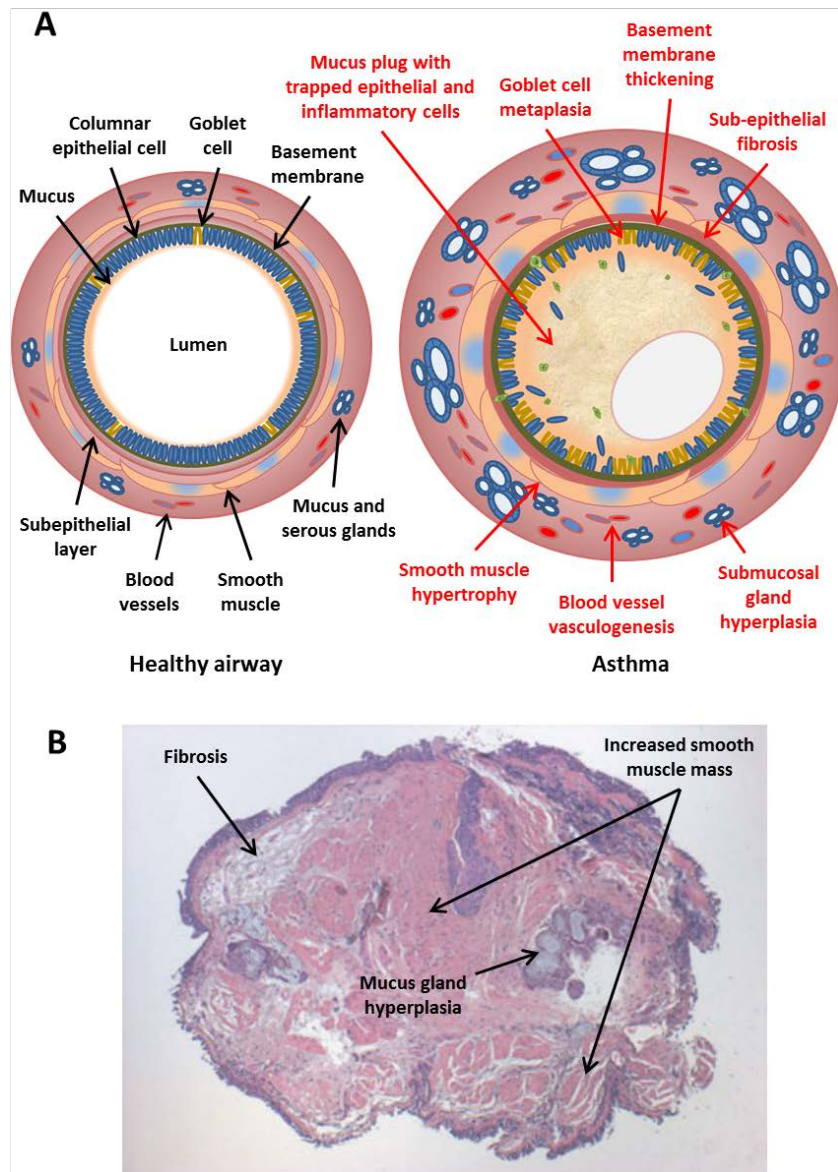 A
Columnar
epithelial cell
Goblet
cell
Basement
membrane
Mucus
Lumen
Subepithelial
layer
Blood
vessels
Smooth
muscle
Mucus and
serous glands
Healthy airway
Mucus plug with
trapped epithelial and
inflammatory cells
Goblet cell
metaplasia
Basement
membrane
thickening
Sub-epithelial
fibrosis
Smooth muscle
hypertrophy
Blood vessel
vasculogenesis
Submucosal
gland
hyperplasia
Asthma
B
Fibrosis
Increased smooth
muscle mass
Mucus gland
hyperplasia